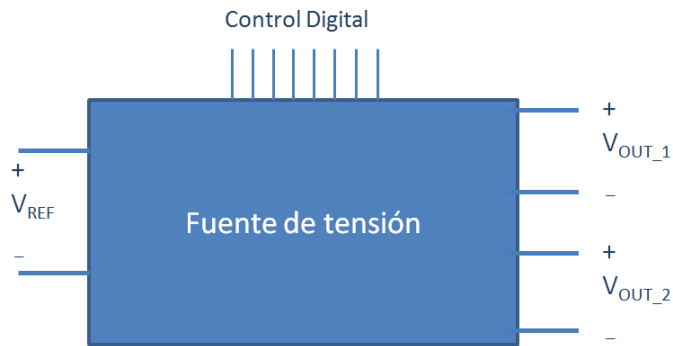 Control Digital
+
V_REF
–
Fuente de tensión
+
V_OUT_1
–
+
V_OUT_2
–